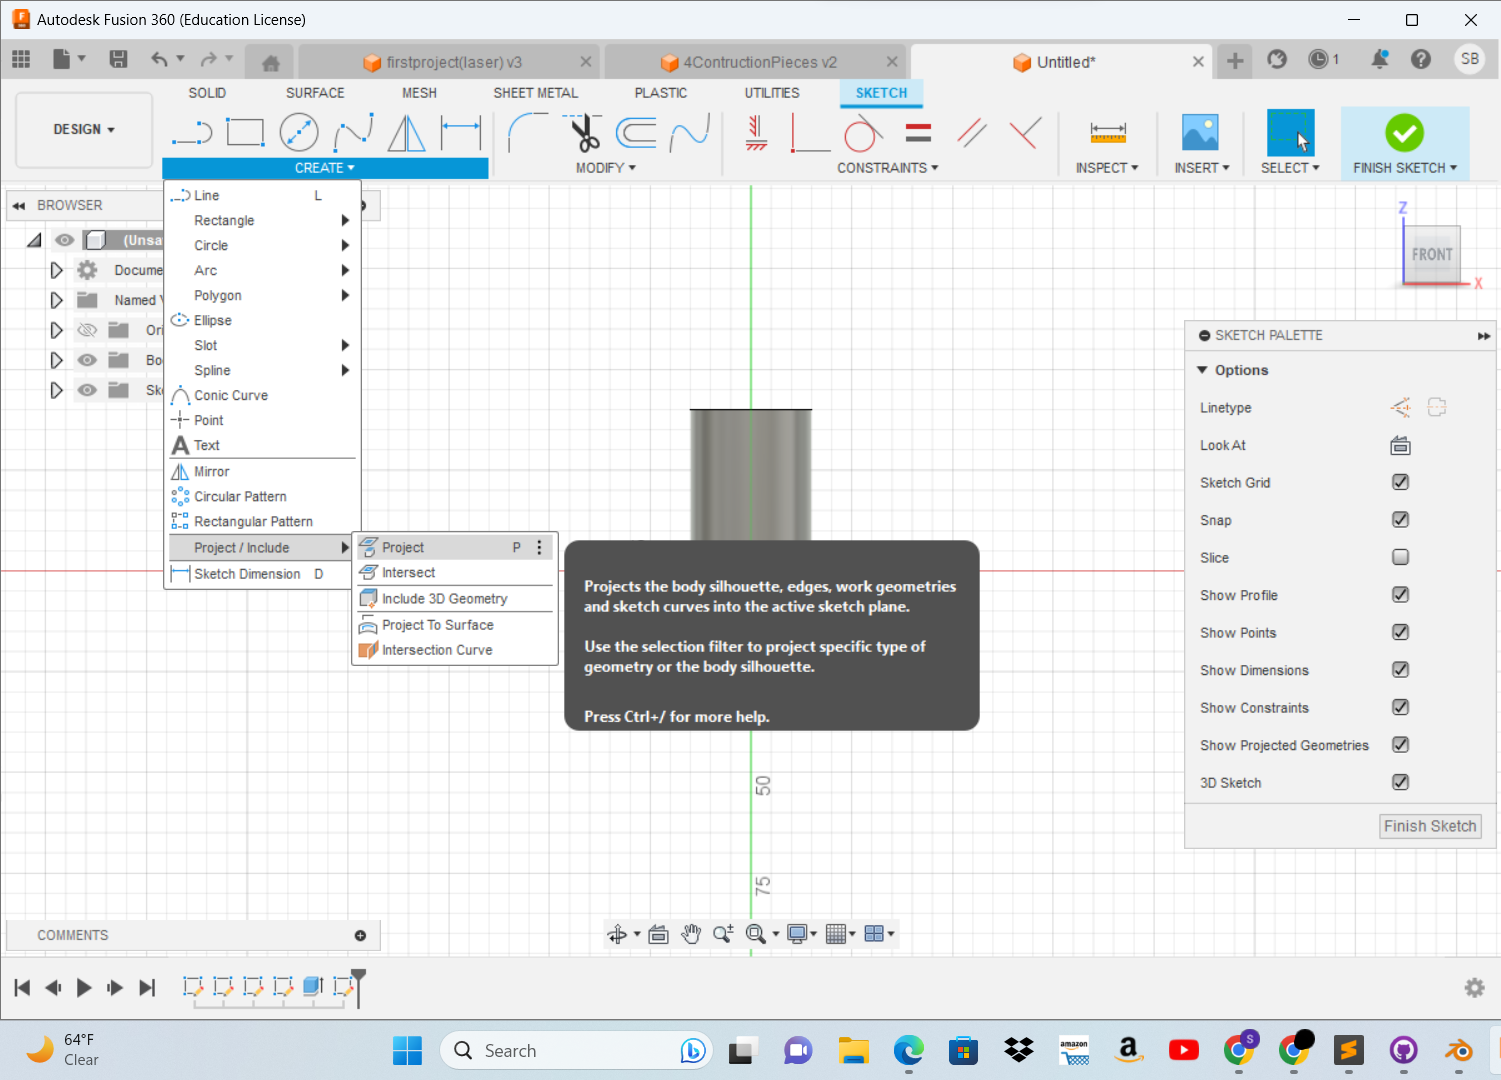 Autodesk Fusion 360 (Education License)
firstproject(laser) v3
4ContructionPieces v2
Untitled*
1
SB
SOLID
SURFACE
MESH
SHEET METAL
PLASTIC
UTILITIES
SKETCH
DESIGN
CREATE
MODIFY
CONSTRAINTS
INSPECT
INSERT
SELECT
FINISH SKETCH
BROWSER
(Unsa
Docume
Named V
Ori
Bo
Sk
Line L
Rectangle
Circle
Arc
Polygon
Ellipse
Slot
Spline
Conic Curve
Point
Text
Mirror
Circular Pattern
Rectangular Pattern
Project / Include
Sketch Dimension D
Project P
Intersect
Include 3D Geometry
Project To Surface
Intersection Curve
Projects the body silhouette, edges, work geometries
and sketch curves into the active sketch plane.
Use the selection filter to project specific type of
geometry or the body silhouette.
Press Ctrl+/ for more help.
50
75
Z
FRONT
X
SKETCH PALETTE
Options
Linetype
Look At
Sketch Grid
Snap
Slice
Show Profile
Show Points
Show Dimensions
Show Constraints
Show Projected Geometries
3D Sketch
Finish Sketch
COMMENTS
64°F
Clear
Search
amazon
a
S